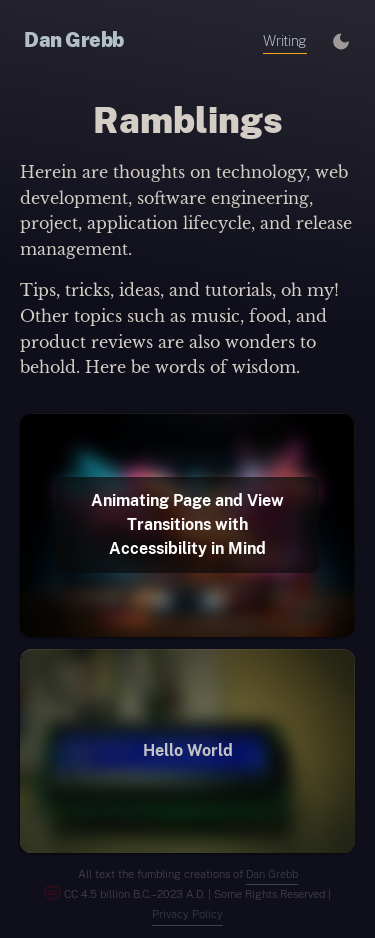 Dan Grebb
Writing
Ramblings
Herein are thoughts on technology, web
development, software engineering,
project, application lifecycle, and release
management.
Tips, tricks, ideas, and tutorials, oh my!
Other topics such as music, food, and
product reviews are also wonders to
behold. Here be words of wisdom.
Animating Page and View
Transitions with
Accessibility in Mind
Hello World
All text the fumbling creations of Dan Grebb
CC 4.5 billion B.C.–2023 A.D. | Some Rights Reserved |
Privacy Policy